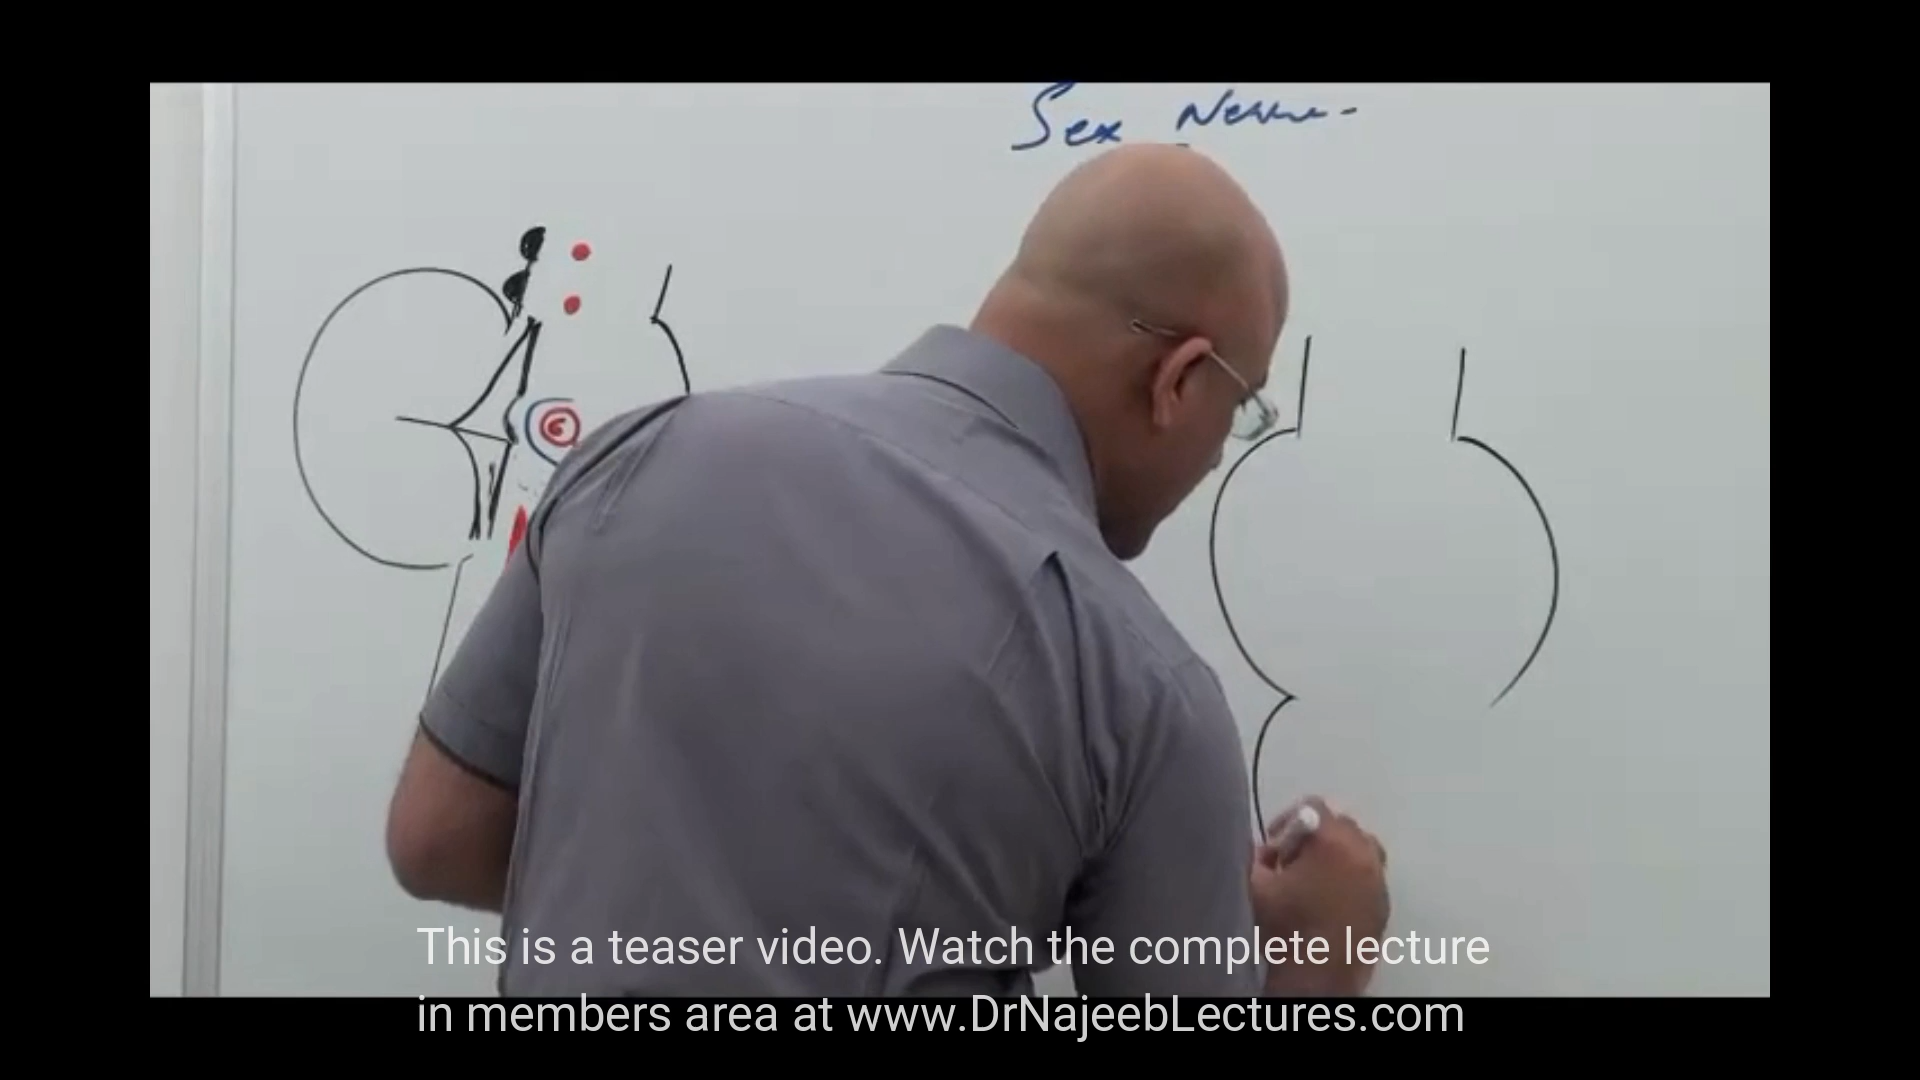 Sex Nerve-
This is a teaser video. Watch the complete lecture
in members area at www.DrNajeebLectures.com